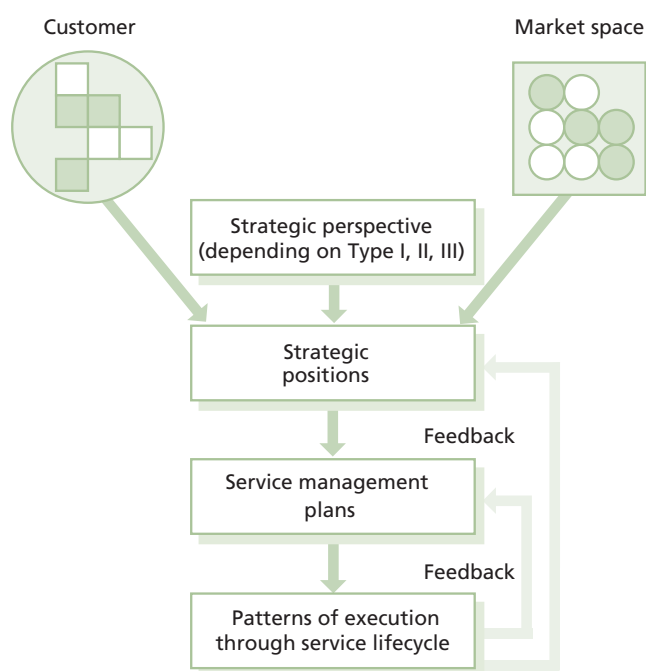 Customer
Market space
Strategic perspective
(depending on Type I, II, III)
Strategic
positions
Feedback
Service management
plans
Feedback
Patterns of execution
through service lifecycle